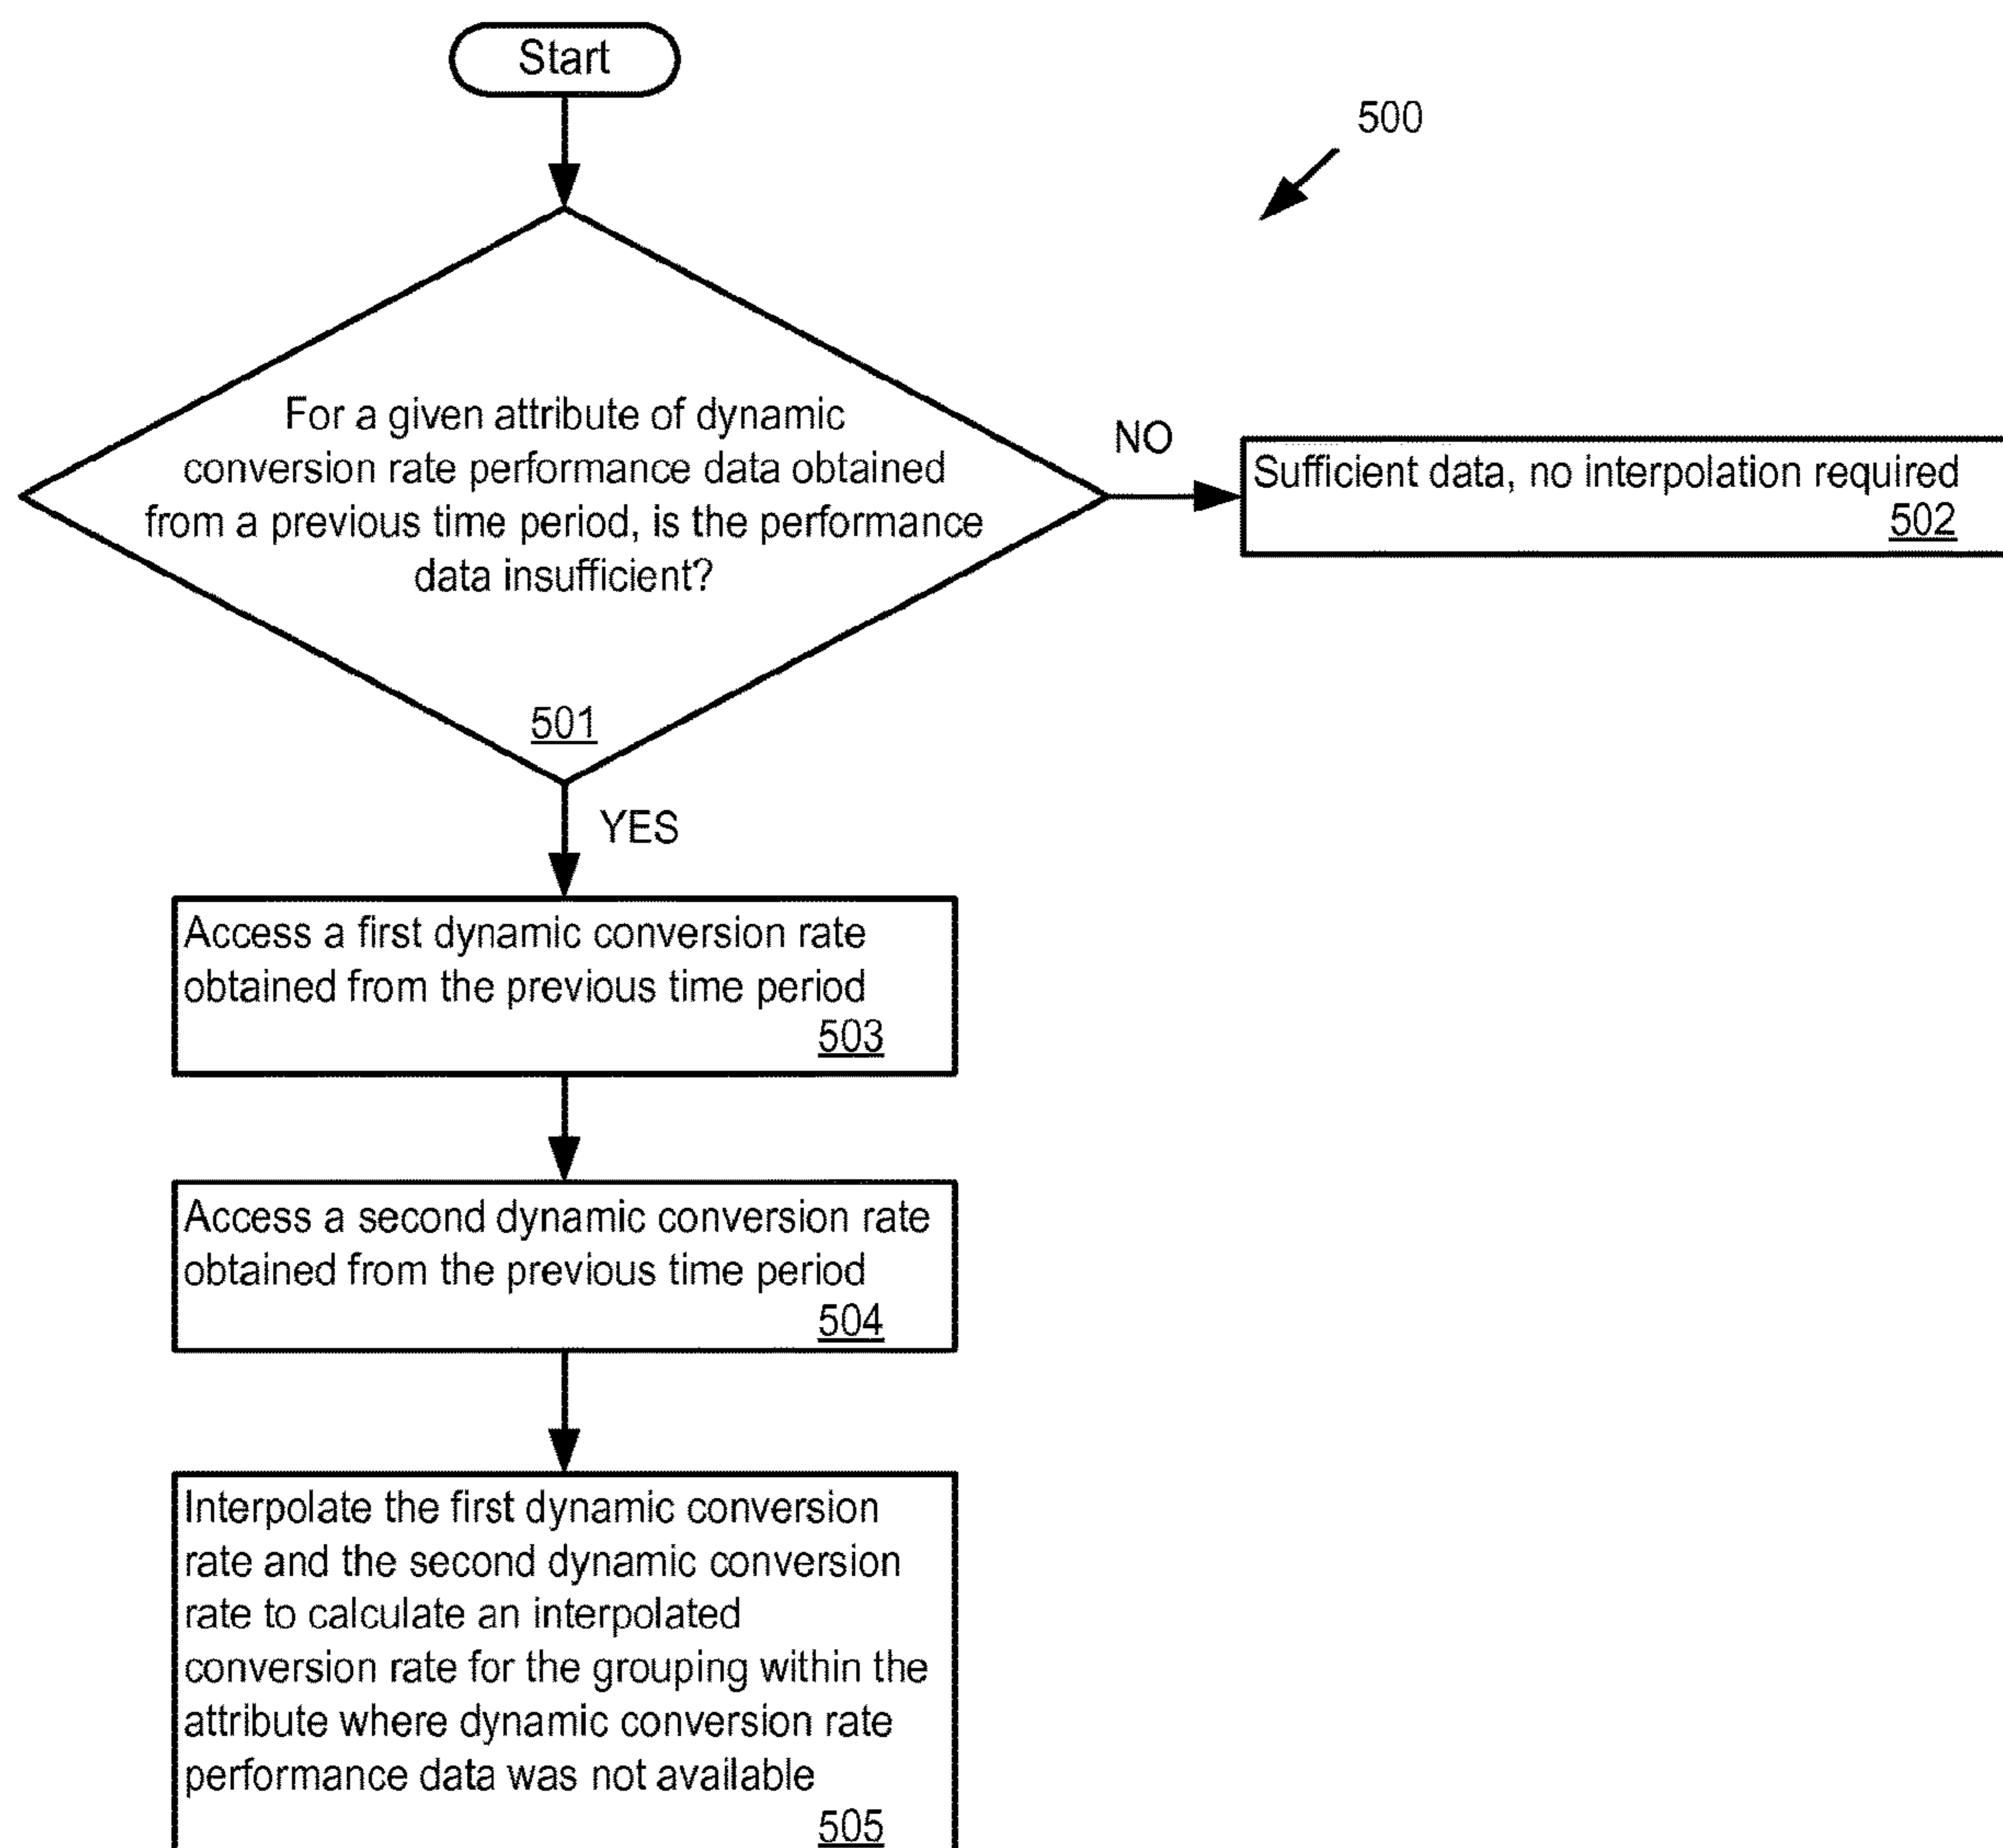 Start
500
For a given attribute of dynamic
conversion rate performance data obtained
from a previous time period, is the performance
data insufficient?
501
NO
Sufficient data, no interpolation required
502
YES
Access a first dynamic conversion rate
obtained from the previous time period
503
Access a second dynamic conversion rate
obtained from the previous time period
504
Interpolate the first dynamic conversion
rate and the second dynamic conversion
rate to calculate an interpolated
conversion rate for the grouping within the
attribute where dynamic conversion rate
performance data was not available
505